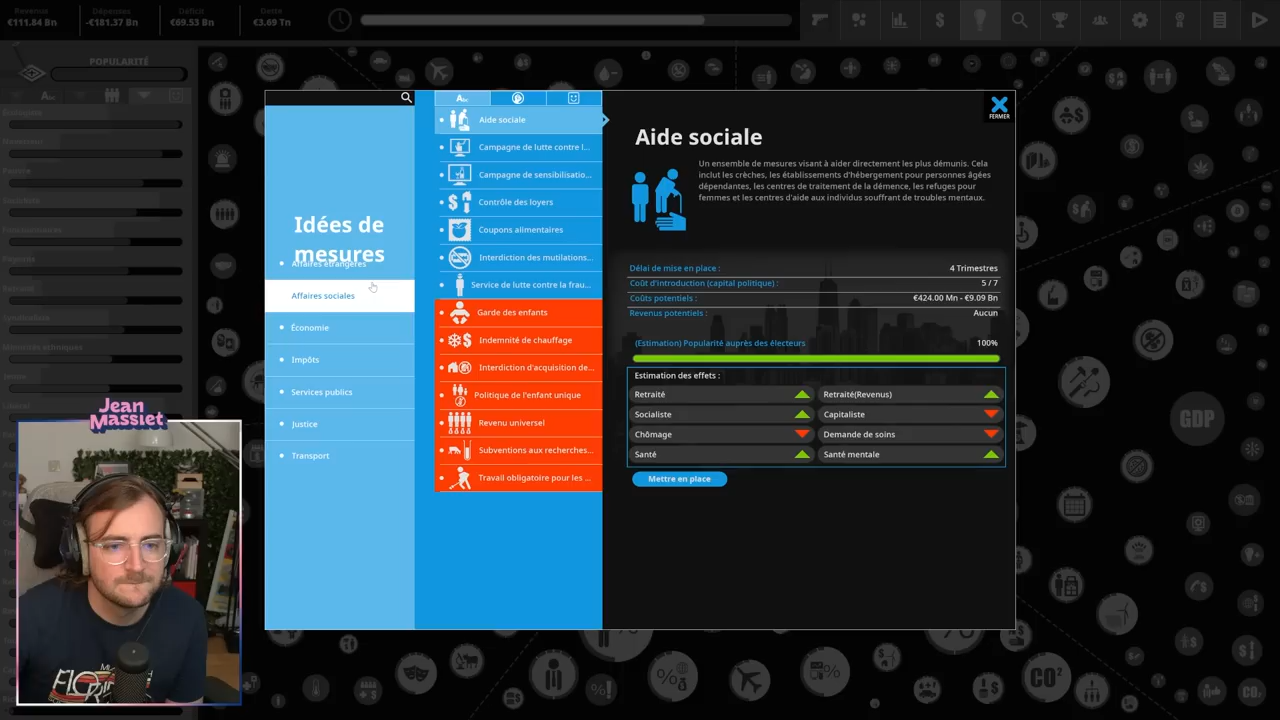 Revenus
Dépenses
Déficit
Dette
€111.84 Bn
-€181.37 Bn
€69.53 Bn
€3.69 Tn
POPULARITÉ
Abc
Abc
FERMER
Idées de
mesures
Affaires étrangères
Affaires sociales
Économie
Impôts
Services publics
Justice
Transport
Aide sociale
Campagne de lutte contre l...
Campagne de sensibilisatio...
Contrôle des loyers
Coupons alimentaires
Interdiction des mutilations...
Service de lutte contre la frau...
Garde des enfants
Indemnité de chauffage
Interdiction d'acquisition de...
Politique de l'enfant unique
Revenu universel
Subventions aux recherches...
Travail obligatoire pour les ...
Aide sociale
Un ensemble de mesures visant à aider directement les plus démunis. Cela
inclut les crèches, les établissements d'hébergement pour personnes âgées
dépendantes, les centres de traitement de la démence, les refuges pour
femmes et les centres d'aide aux individus souffrant de troubles mentaux.
Délai de mise en place : 4 Trimestres
Coût d'introduction (capital politique) : 5 / 7
Coûts potentiels : €424.00 Mn - €9.09 Bn
Revenus potentiels : Aucun
(Estimation) Popularité auprès des électeurs 100%
Estimation des effets :
Retraité Retraité(Revenus)
Socialiste Capitaliste
Chômage Demande de soins
Santé Santé mentale
Mettre en place
GDP
CO²
Jean
Massiet